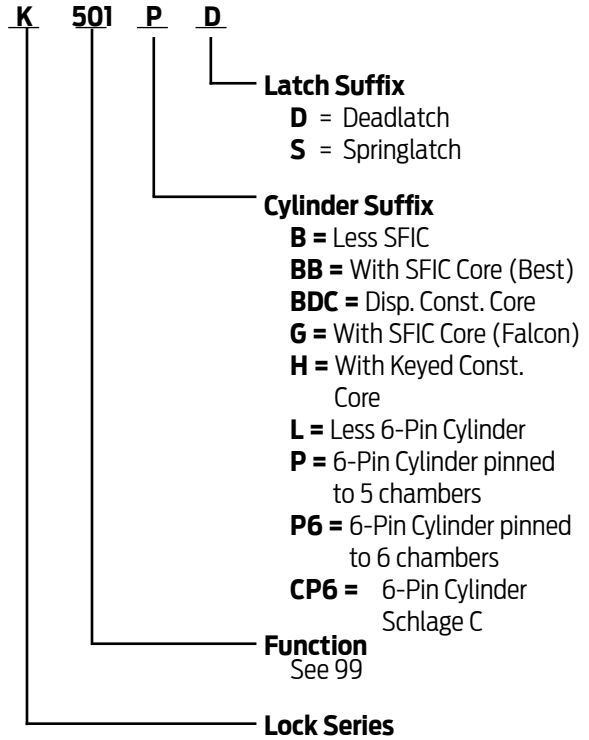 K 501 P D
Latch Suffix
D = Deadlatch
S = Springlatch
Cylinder Suffix
B = Less SFIC
BB = With SFIC Core (Best)
BDC = Disp. Const. Core
G = With SFIC Core (Falcon)
H = With Keyed Const.
Core
L = Less 6-Pin Cylinder
P = 6-Pin Cylinder pinned
to 5 chambers
P6 = 6-Pin Cylinder pinned
to 6 chambers
CP6 = 6-Pin Cylinder
Schlage C
Function
See 99
Lock Series